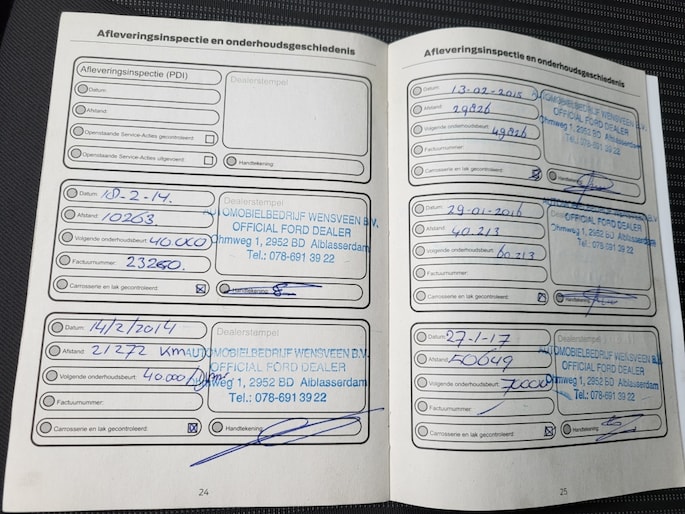 Afleveringsinspectie en onderhoudsgeschiedenis
Afleveringsinspectie (PDI)
Datum:
Afstand:
Openstaande Service-Acties gecontroleerd:
Openstaande Service-Acties uitgevoerd:
Dealerstempel
Handtekening:
Datum: 18-2-14.
Afstand: 10263.
Volgende onderhoudsbeurt: 40.000
Factuurnummer: 23260.
Carrosserie en lak gecontroleerd:
Dealerstempel
AUTOMOBIELBEDRIJF WENSVEEN B.V.
OFFICIAL FORD DEALER
Ohmweg 1, 2952 BD Alblasserdam
Tel.: 078-691 39 22
Handtekening:
Datum: 14/2/2014
Afstand: 21272 Km
Volgende onderhoudsbeurt: 40.000/
Factuurnummer:
Carrosserie en lak gecontroleerd:
Dealerstempel
AUTOMOBIELBEDRIJF WENSVEEN B.V.
OFFICIAL FORD DEALER
Ohmweg 1, 2952 BD Alblasserdam
Tel.: 078-691 39 22
Handtekening:
24
Afleveringsinspectie en onderhoudsgeschiedenis
Datum: 13-02-2015
Afstand: 29826
Volgende onderhoudsbeurt: 49826
Factuurnummer:
Carrosserie en lak gecontroleerd:
AUTOMOBIELBEDRIJF WENSVEEN B.V.
OFFICIAL FORD DEALER
Ohmweg 1, 2952 BD Alblasserdam
Tel.: 078-691 39 22
Handtekening:
Datum: 29-01-2016
Afstand: 40.213
Volgende onderhoudsbeurt: 60.213
Factuurnummer:
Carrosserie en lak gecontroleerd:
AUTOMOBIELBEDRIJF WENSVEEN B.V.
OFFICIAL FORD DEALER
Ohmweg 1, 2952 BD Alblasserdam
Tel.: 078-691 39 22
Handtekening:
Datum: 27-1-17
Afstand: 50649
Volgende onderhoudsbeurt: 70000
Factuurnummer:
Carrosserie en lak gecontroleerd:
Dealerstempel
AUTOMOBIELBEDRIJF WENSVEEN B.V.
OFFICIAL FORD DEALER
Ohmweg 1, 2952 BD Alblasserdam
Tel.: 078-691 39 22
Handtekening:
25